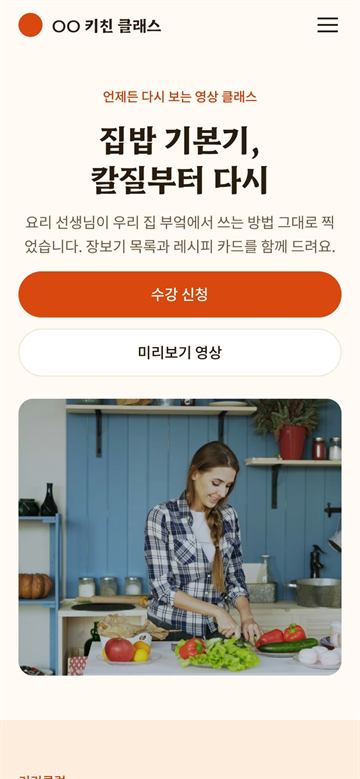 OO 키친 클래스
언제든 다시 보는 영상 클래스
집밥 기본기,
칼질부터 다시
요리 선생님이 우리 집 부엌에서 쓰는 방법 그대로 찍
었습니다. 장보기 목록과 레시피 카드를 함께 드려요.
수강 신청
미리보기 영상